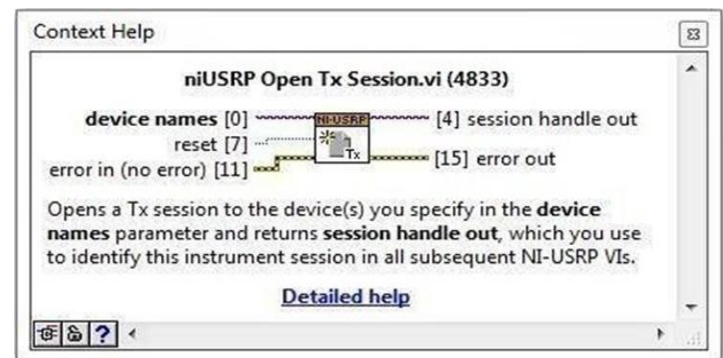 Context Help
niUSRP Open Tx Session.vi (4833)
device names [0]
NI-USRP
[4] session handle out
reset [7]
Tx
error in (no error) [11]
[15] error out
Opens a Tx session to the device(s) you specify in the device
names parameter and returns session handle out, which you use
to identify this instrument session in all subsequent NI-USRP VIs.
Detailed help
?